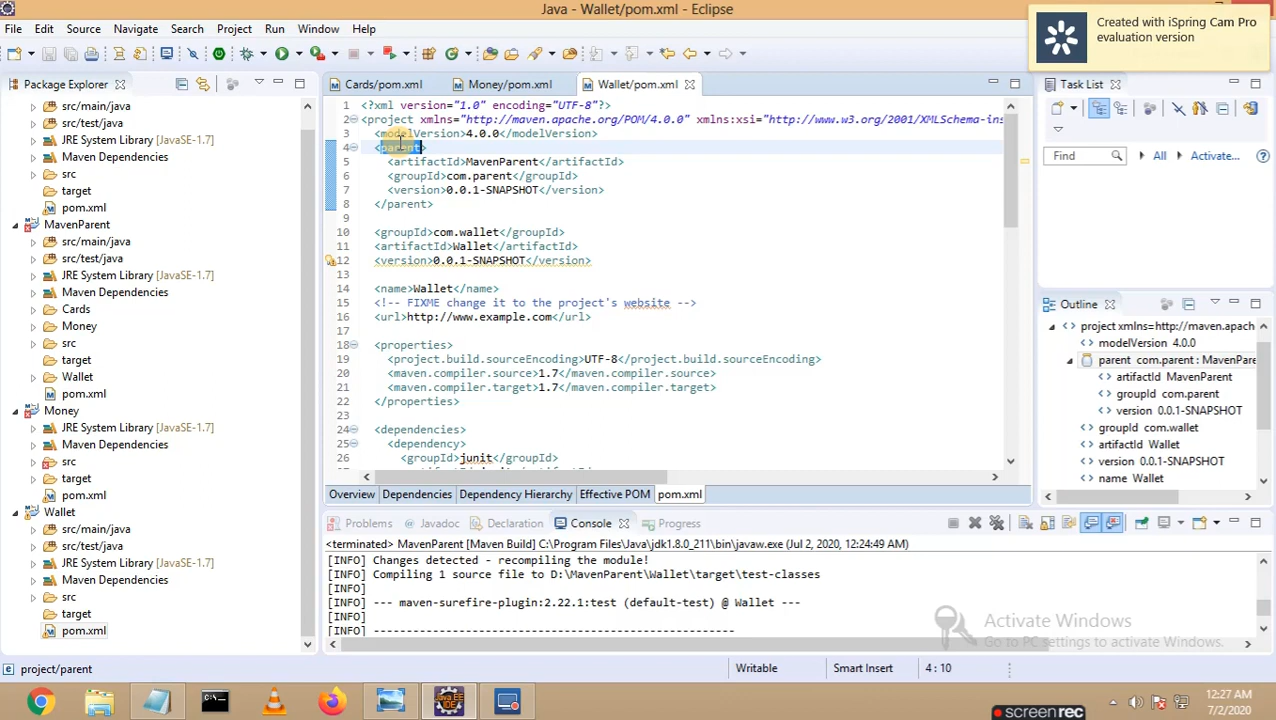 Java - Wallet/pom.xml - Eclipse
Created with iSpring Cam Pro
evaluation version
File Edit Source Navigate Search Project Run Window Help
Package Explorer
src/main/java
src/test/java
JRE System Library [JavaSE-1.7]
Maven Dependencies
src
target
pom.xml
MavenParent
src/main/java
src/test/java
JRE System Library [JavaSE-1.7]
Maven Dependencies
Cards
Money
src
target
Wallet
pom.xml
Money
JRE System Library [JavaSE-1.7]
Maven Dependencies
src
target
pom.xml
Wallet
src/main/java
src/test/java
JRE System Library [JavaSE-1.7]
Maven Dependencies
target
pom.xml
Cards/pom.xml Money/pom.xml Wallet/pom.xml
1 <?xml version="1.0" encoding="UTF-8"?>
2 <project xmlns="http://maven.apache.org/POM/4.0.0" xmlns:xsi="http://www.w3.org/2001/XMLSchema-ins
3 <modelVersion>4.0.0</modelVersion>
4 <parent>
5 <artifactId>MavenParent</artifactId>
6 <groupId>com.parent</groupId>
7 <version>0.0.1-SNAPSHOT</version>
8 </parent>
9
10 <groupId>com.wallet</groupId>
11 <artifactId>Wallet</artifactId>
12 <version>0.0.1-SNAPSHOT</version>
13
14 <name>Wallet</name>
15 <!-- FIXME change it to the project's website -->
16 <url>http://www.example.com</url>
17
18 <properties>
19 <project.build.sourceEncoding>UTF-8</project.build.sourceEncoding>
20 <maven.compiler.source>1.7</maven.compiler.source>
21 <maven.compiler.target>1.7</maven.compiler.target>
22 </properties>
23
24 <dependencies>
25 <dependency>
26 <groupId>junit</groupId>
Overview Dependencies Dependency Hierarchy Effective POM pom.xml
Task List
Find All Activate...
Outline
project xmlns=http://maven.apache
modelVersion 4.0.0
parent com.parent : MavenPare
artifactId MavenParent
groupId com.parent
version 0.0.1-SNAPSHOT
groupId com.wallet
artifactId Wallet
version 0.0.1-SNAPSHOT
name Wallet
Problems Javadoc Declaration Console Progress
<terminated> MavenParent [Maven Build] C:\Program Files\Java\jdk1.8.0_211\bin\javaw.exe (Jul 2, 2020, 12:24:49 AM)
[INFO] Changes detected - recompiling the module!
[INFO] Compiling 1 source file to D:\MavenParent\Wallet\target\test-classes
[INFO]
[INFO] --- maven-surefire-plugin:2.22.1:test (default-test) @ Wallet ---
[INFO]
[INFO] -------------------------------------------------------
Activate Windows
Go to PC settings to activate Windows.
project/parent Writable Smart Insert 4 : 10
Java EE
IDE
12:27 AM
7/2/2020
screenrec